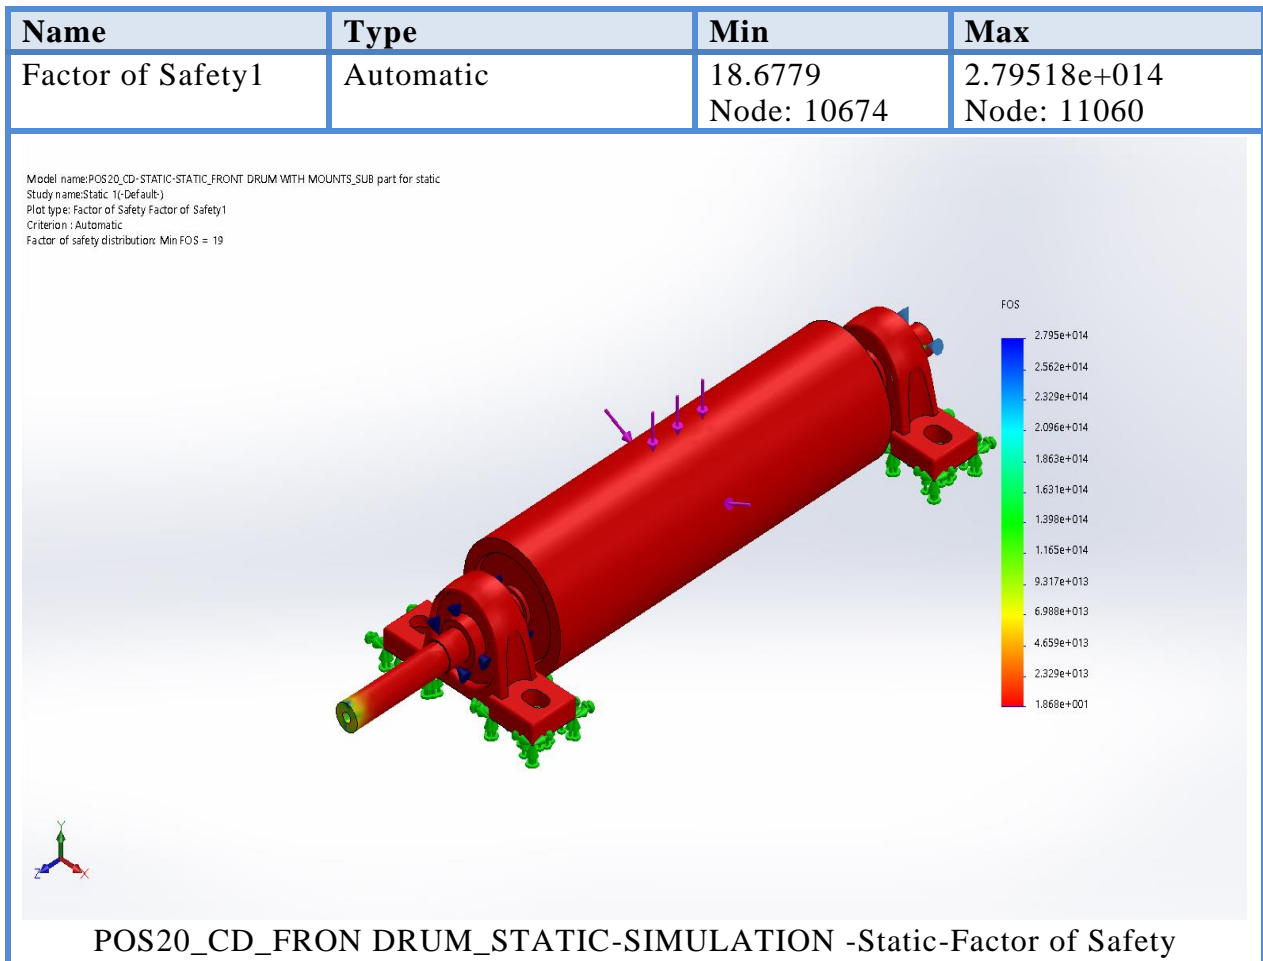 Name Type Min Max
Factor of Safety1 Automatic 18.6779 2.79518e+014
Node: 10674 Node: 11060
Model name:POS20_CD-STATIC-STATIC_FRONT DRUM WITH MOUNTS_SUB part for static
Study name:Static 1(-Default-)
Plot type: Factor of Safety Factor of Safety1
Criterion : Automatic
Factor of safety distribution: Min FOS = 19
FOS
2.795e+014
2.562e+014
2.329e+014
2.096e+014
1.863e+014
1.631e+014
1.398e+014
1.165e+014
9.317e+013
6.988e+013
4.659e+013
2.329e+013
1.868e+001
Y
Z X
POS20_CD_FRON DRUM_STATIC-SIMULATION -Static-Factor of Safety